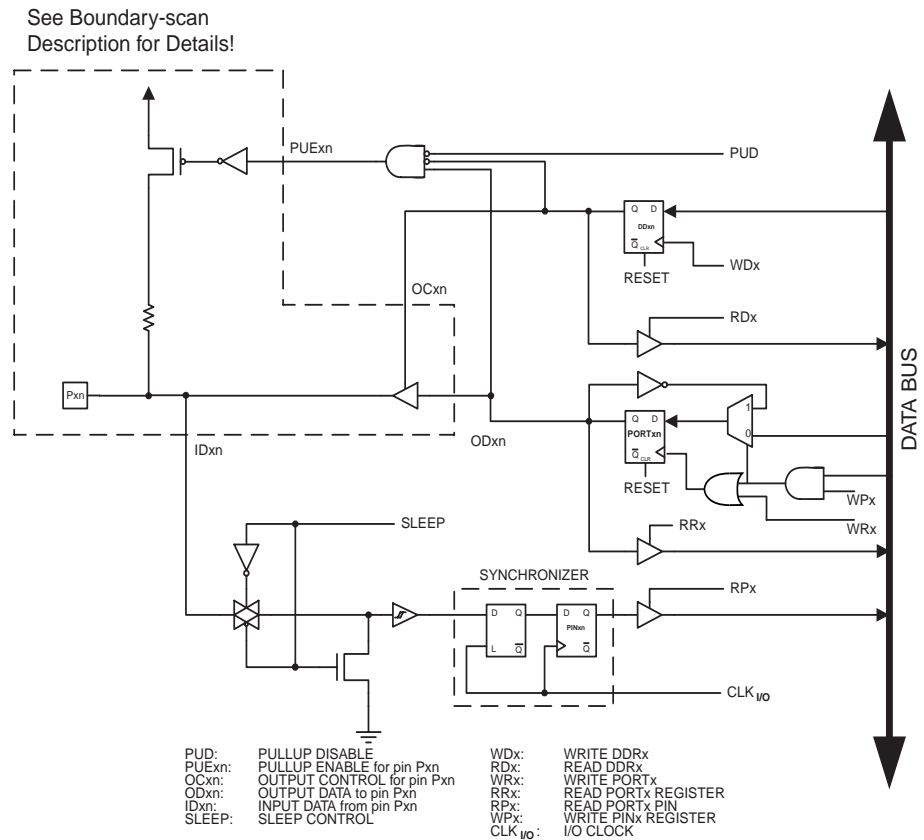 See Boundary-scan
Description for Details!
PUExn
PUD
Q D
DDxn
Q CLR
WDx
RESET
OCxn
RDx
Pxn
1
0
Q D
PORTxn
Q CLR
ODxn
IDxn
RESET
WPx
WRx
RRx
SLEEP
SYNCHRONIZER
RPx
D Q
L Q
D Q
PINxn
Q
CLK I/O
DATA BUS
PUD: PULLUP DISABLE
PUExn: PULLUP ENABLE for pin Pxn
OCxn: OUTPUT CONTROL for pin Pxn
ODxn: OUTPUT DATA to pin Pxn
IDxn: INPUT DATA from pin Pxn
SLEEP: SLEEP CONTROL
WDx: WRITE DDRx
RDx: READ DDRx
WRx: WRITE PORTx
RRx: READ PORTx REGISTER
RPx: READ PORTx PIN
WPx: WRITE PINx REGISTER
CLK I/O: I/O CLOCK